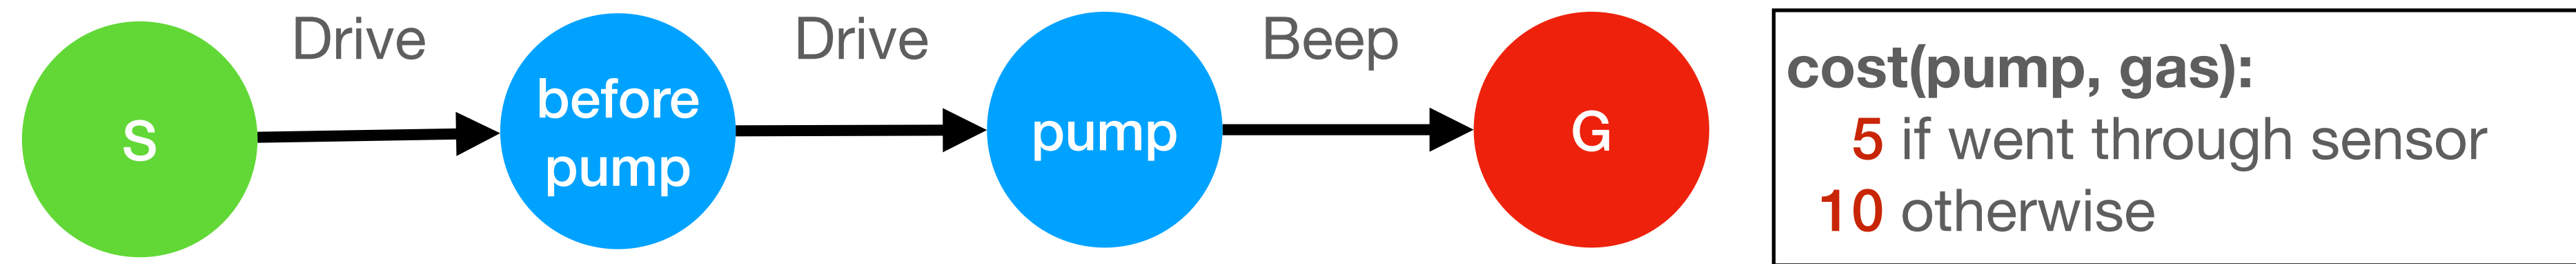 Drive
Drive
Beep
S
before
pump
pump
G
cost(pump, gas):
5 if went through sensor
10 otherwise